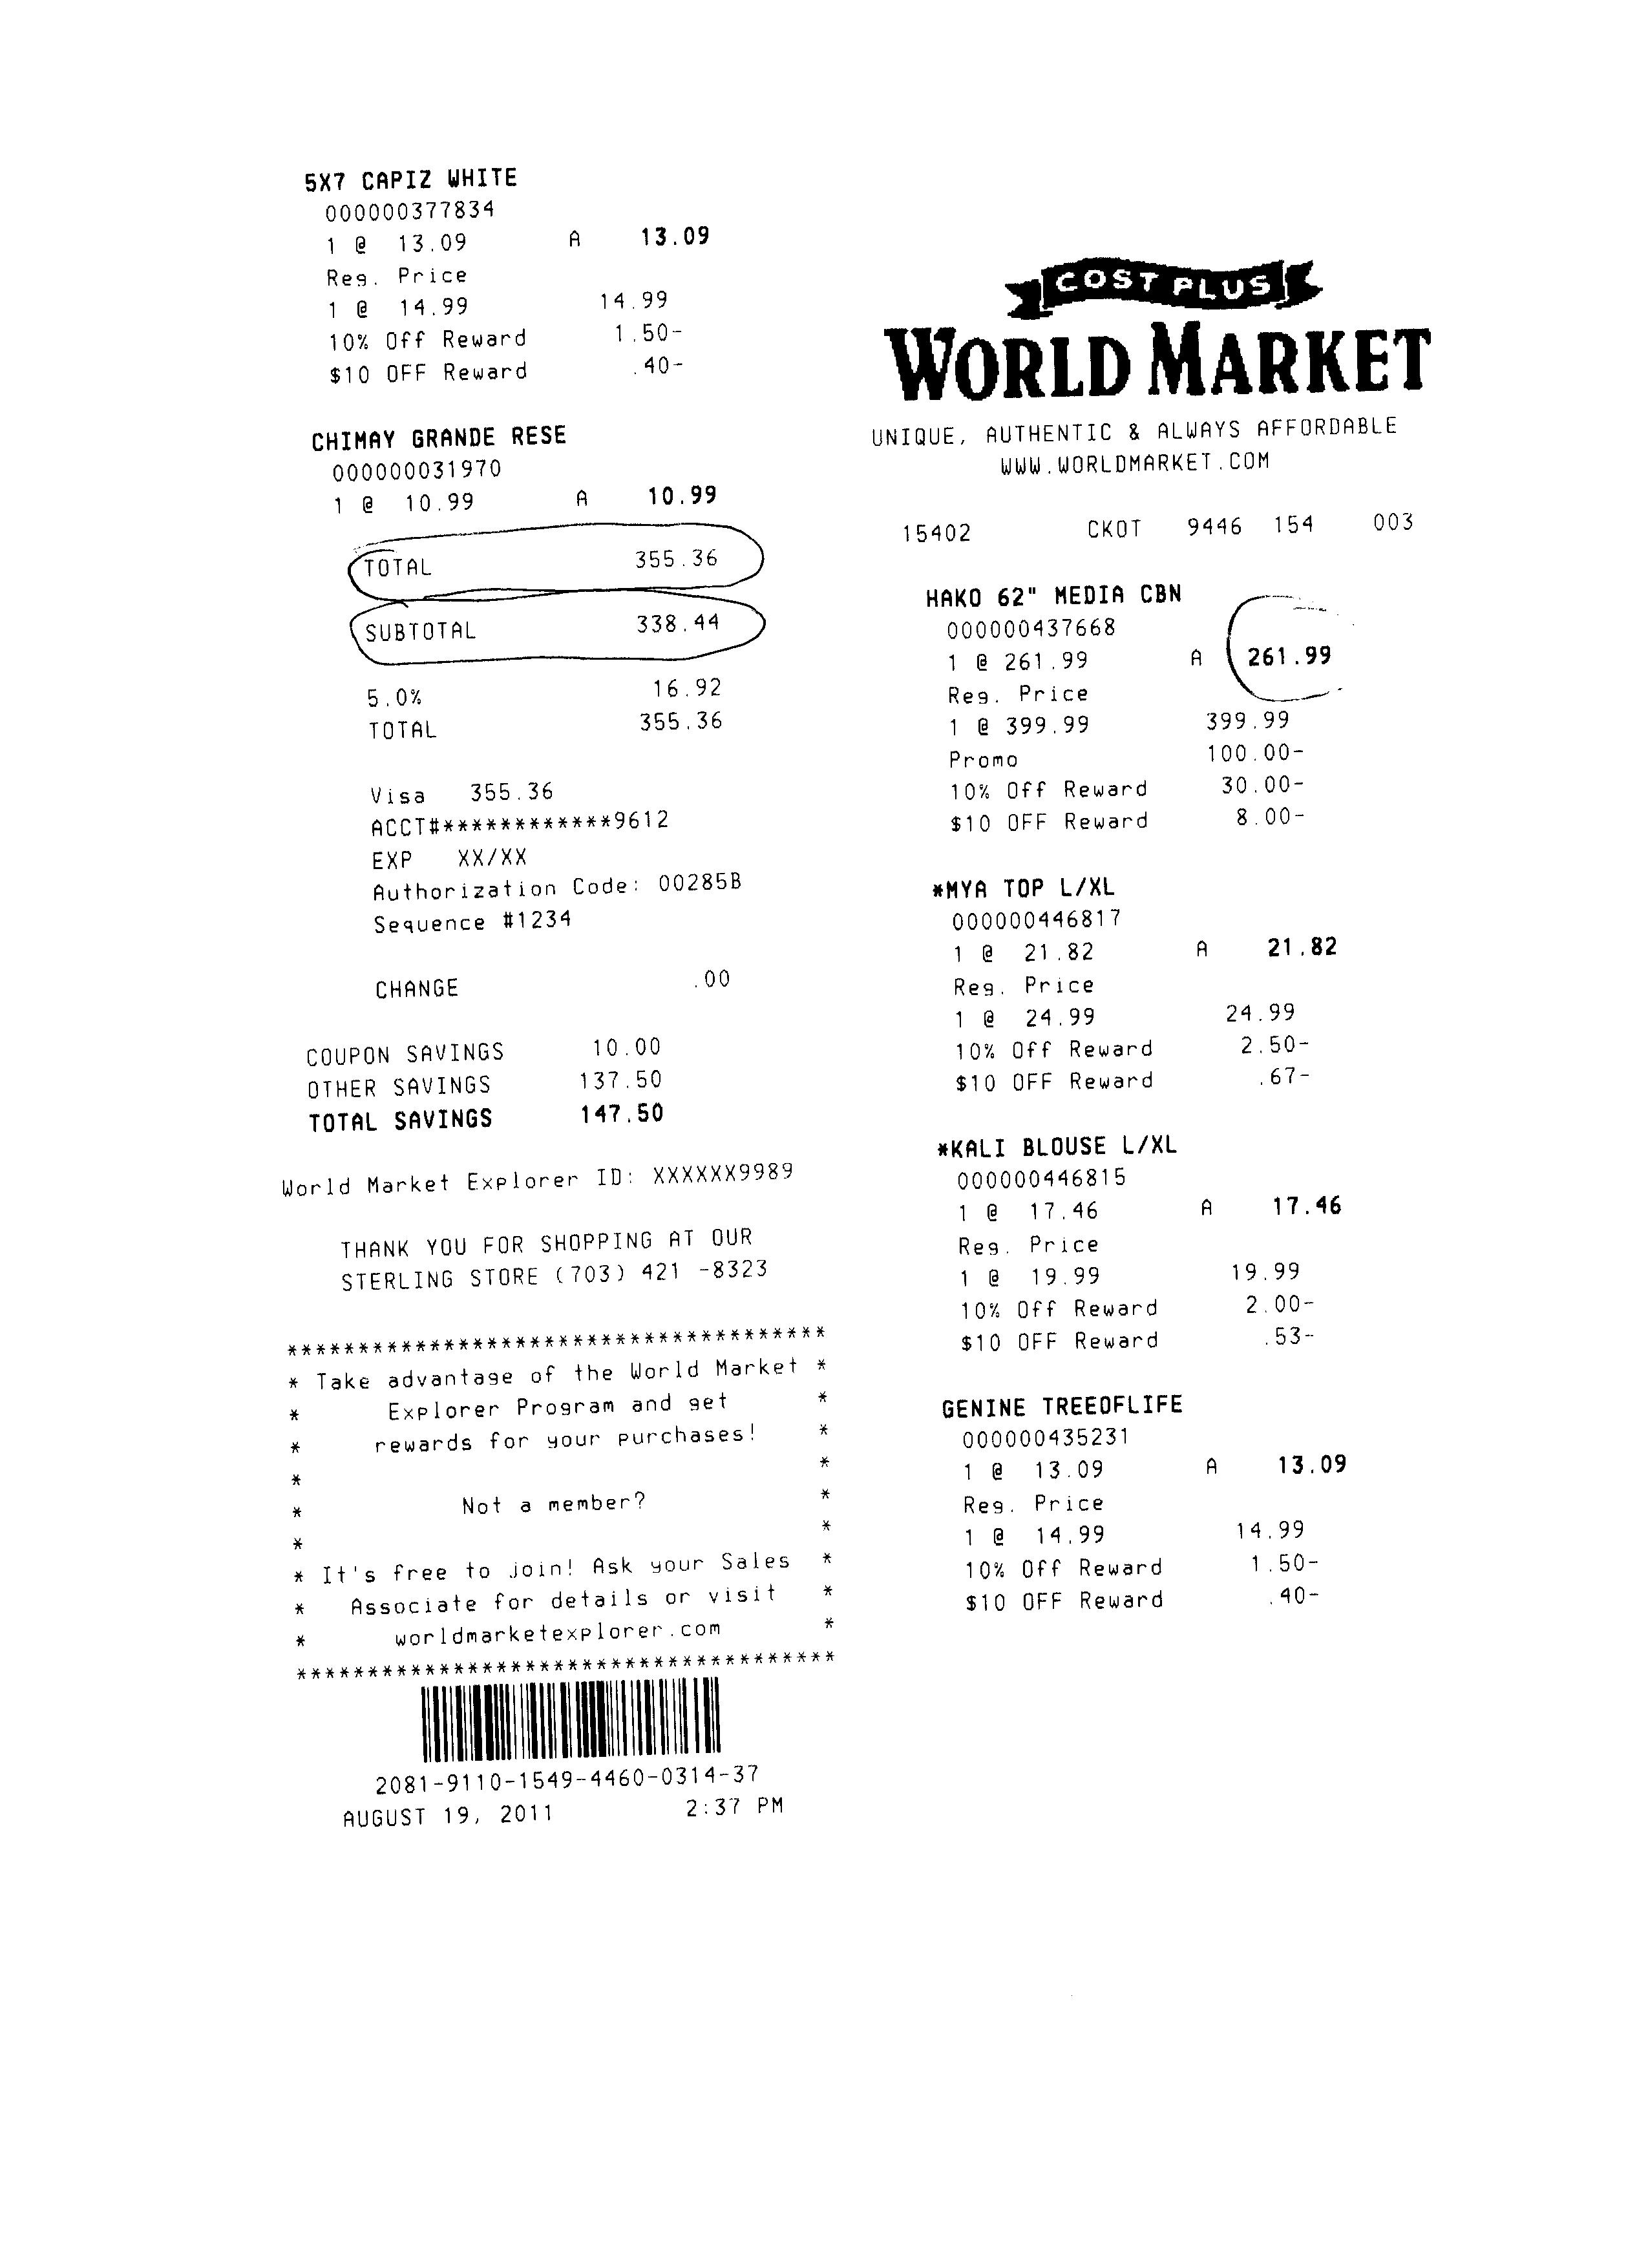 COST PLUS
WORLD MARKET
UNIQUE, AUTHENTIC & ALWAYS AFFORDABLE
WWW.WORLDMARKET.COM
15402 CKOT 9446 154 003
HAKO 62" MEDIA CBN
000000437668
1 @ 261.99 A 261.99
Reg. Price
1 @ 399.99 399.99
Promo 100.00-
10% Off Reward 30.00-
$10 OFF Reward 8.00-
*MYA TOP L/XL
000000446817
1 @ 21.82 A 21.82
Reg. Price
1 @ 24.99 24.99
10% Off Reward 2.50-
$10 OFF Reward .67-
*KALI BLOUSE L/XL
000000446815
1 @ 17.46 A 17.46
Reg. Price
1 @ 19.99 19.99
10% Off Reward 2.00-
$10 OFF Reward .53-
GENINE TREEOFLIFE
000000435231
1 @ 13.09 A 13.09
Reg. Price
1 @ 14.99 14.99
10% Off Reward 1.50-
$10 OFF Reward .40-
5X7 CAPIZ WHITE
000000377834
1 @ 13.09 A 13.09
Reg. Price
1 @ 14.99 14.99
10% Off Reward 1.50-
$10 OFF Reward .40-
CHIMAY GRANDE RESE
000000031970
1 @ 10.99 A 10.99
TOTAL 355.36
SUBTOTAL 338.44
5.0% 16.92
TOTAL 355.36
Visa 355.36
ACCT#************9612
EXP XX/XX
Authorization Code: 00285B
Sequence #1234
CHANGE .00
COUPON SAVINGS 10.00
OTHER SAVINGS 137.50
TOTAL SAVINGS 147.50
World Market Explorer ID: XXXXXX9989
THANK YOU FOR SHOPPING AT OUR
STERLING STORE (703) 421 -8323
**************************************
* Take advantage of the World Market *
* Explorer Program and get *
* rewards for your purchases! *
* *
* Not a member? *
* *
* It's free to join! Ask your Sales *
* Associate for details or visit *
* worldmarketexplorer.com *
**************************************
2081-9110-1549-4460-0314-37
AUGUST 19, 2011 2:37 PM